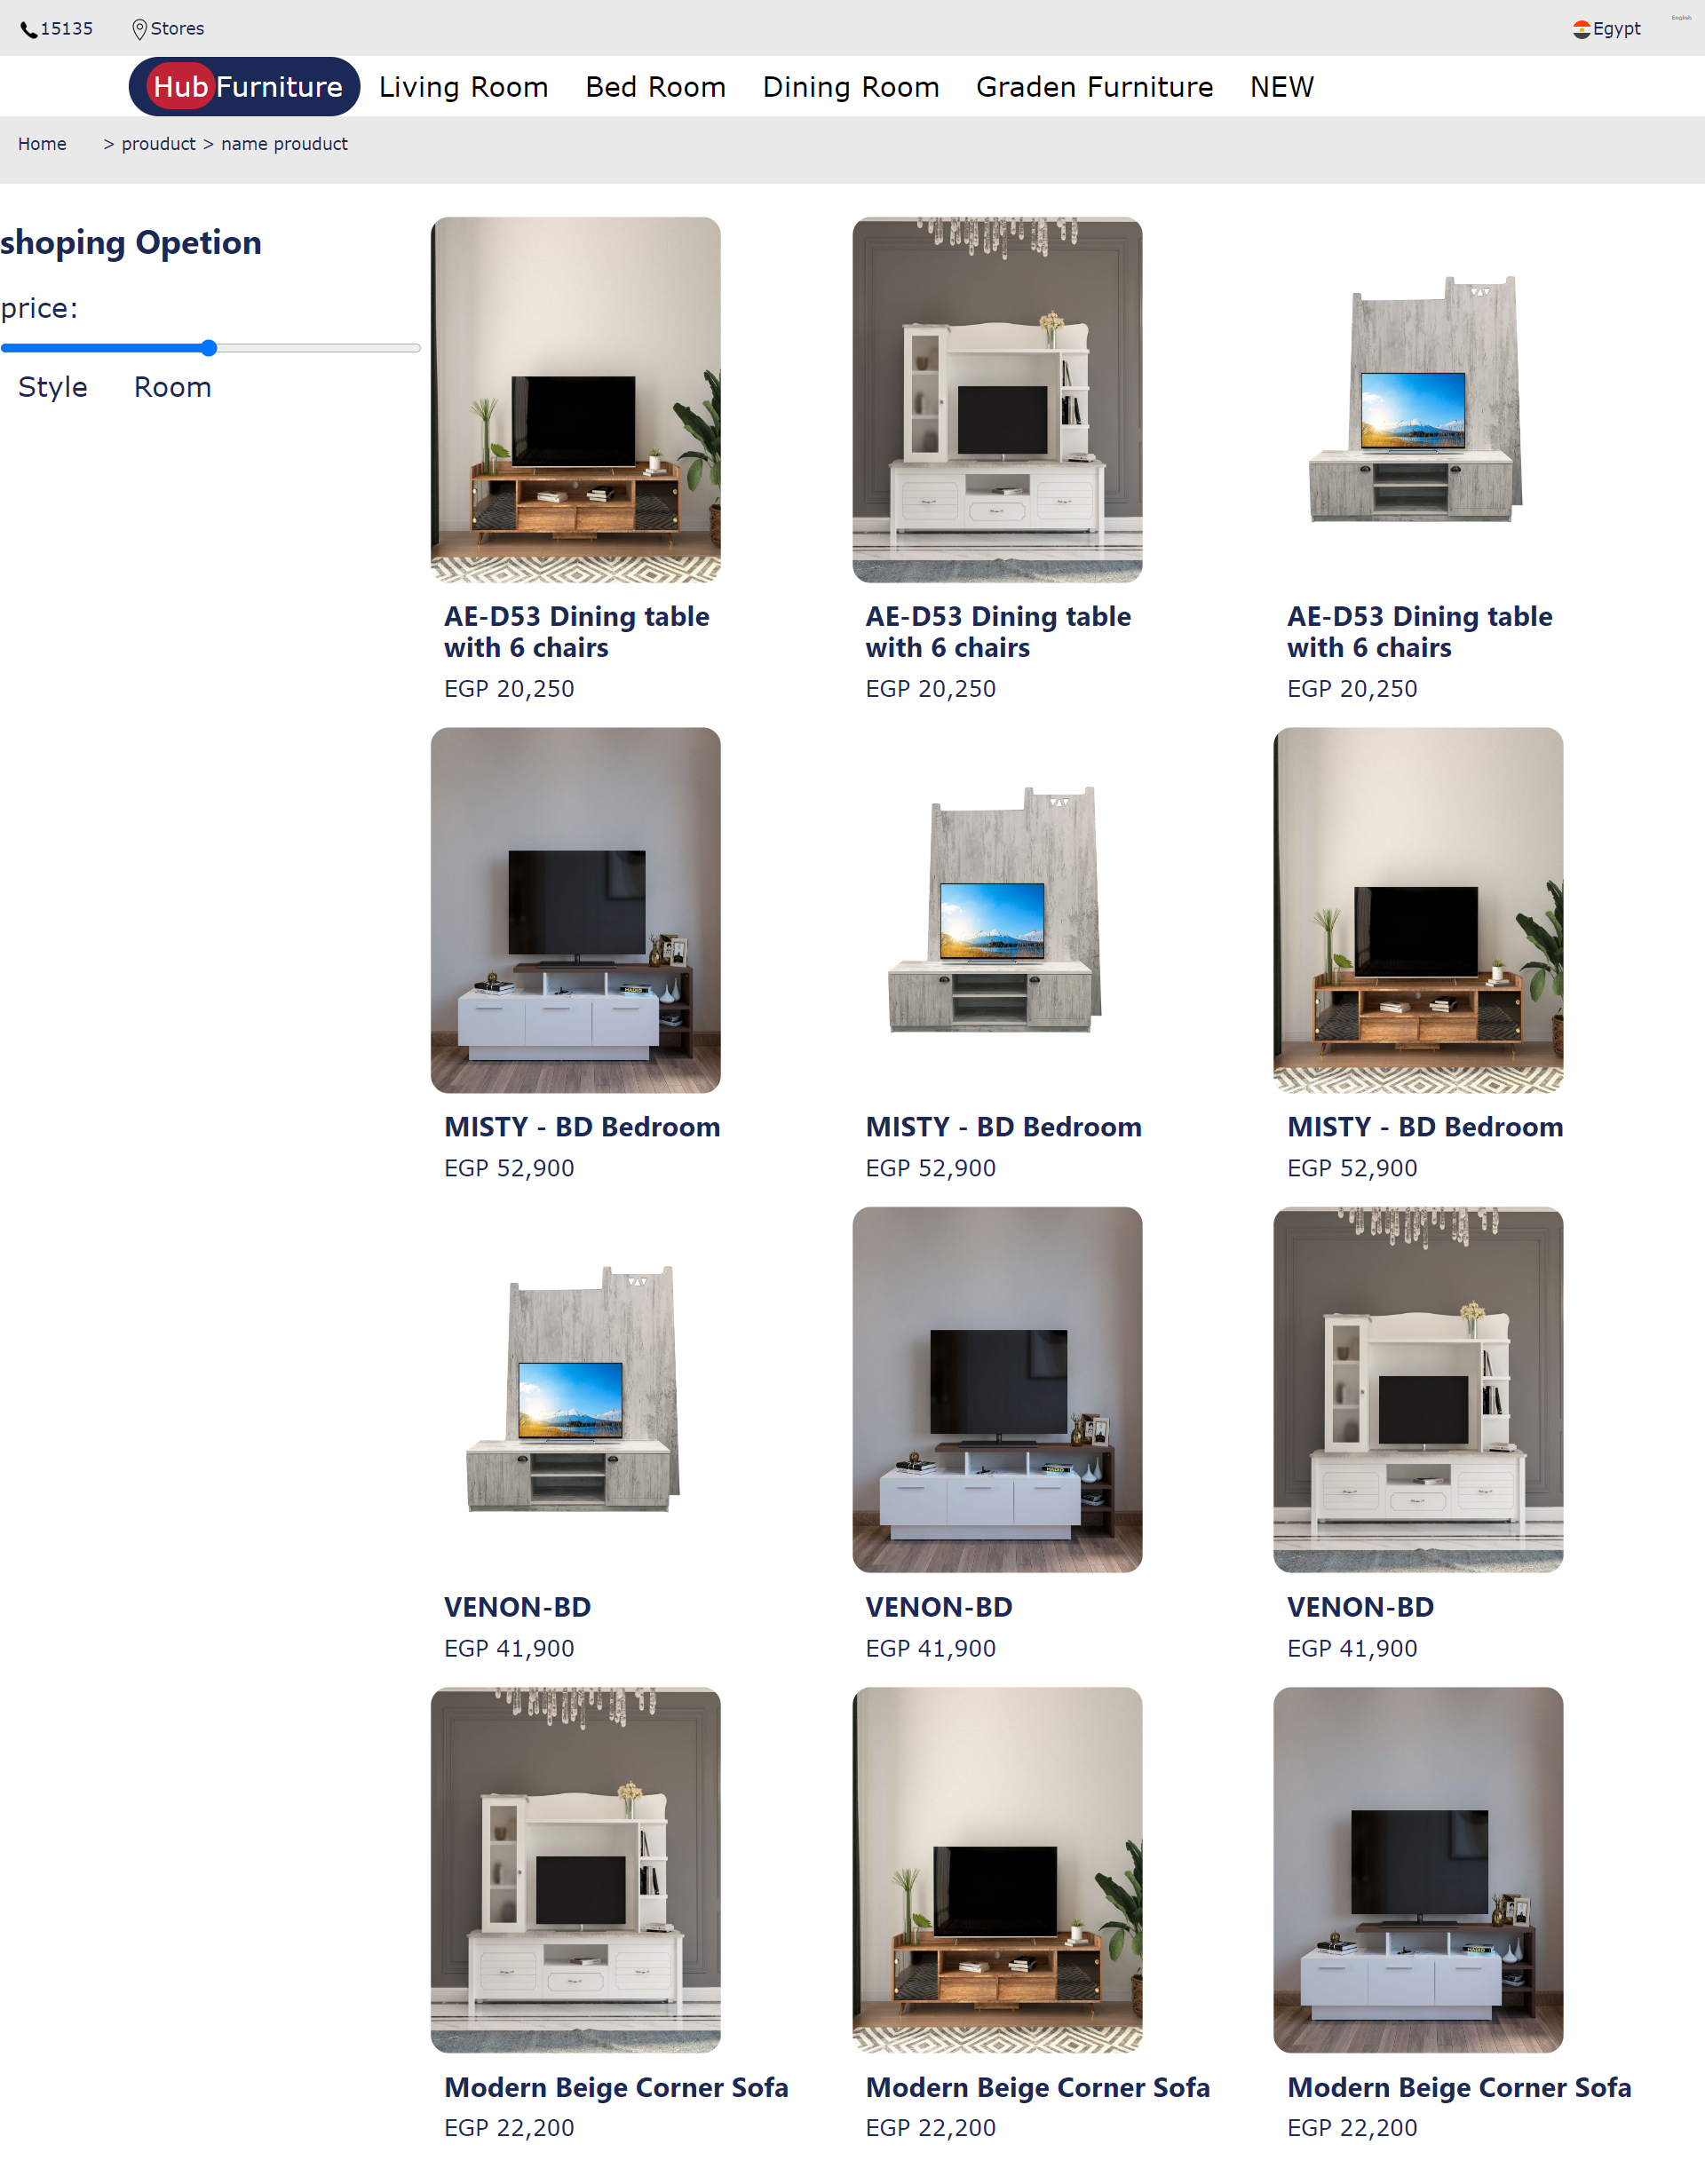 15135 Stores Egypt English
Hub Furniture Living Room Bed Room Dining Room Graden Furniture NEW
Home > prouduct > name prouduct
shoping Opetion
price:
Style Room
AE-D53 Dining table
with 6 chairs
EGP 20,250
AE-D53 Dining table
with 6 chairs
EGP 20,250
AE-D53 Dining table
with 6 chairs
EGP 20,250
MISTY - BD Bedroom
EGP 52,900
MISTY - BD Bedroom
EGP 52,900
MISTY - BD Bedroom
EGP 52,900
VENON-BD
EGP 41,900
VENON-BD
EGP 41,900
VENON-BD
EGP 41,900
Modern Beige Corner Sofa
EGP 22,200
Modern Beige Corner Sofa
EGP 22,200
Modern Beige Corner Sofa
EGP 22,200